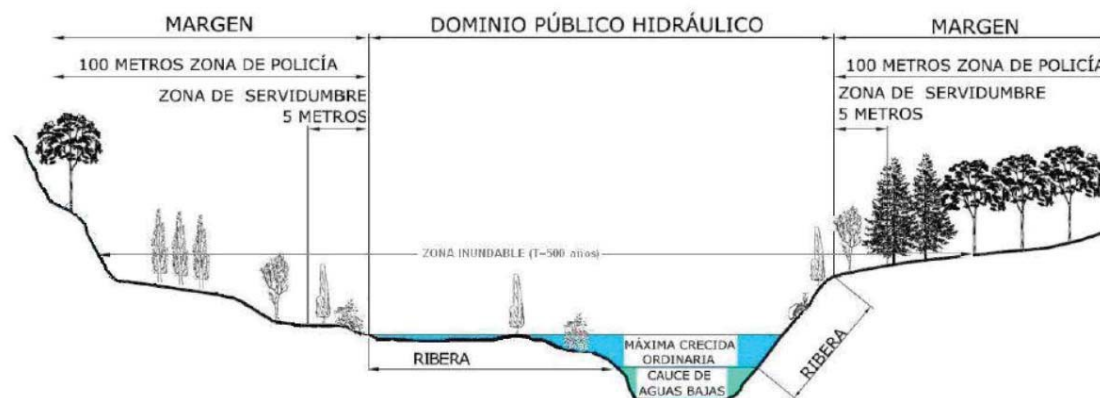 MARGEN
DOMINIO PÚBLICO HIDRÁULICO
MARGEN
100 METROS ZONA DE POLICÍA
100 METROS ZONA DE POLICÍA
ZONA DE SERVIDUMBRE
5 METROS
ZONA DE SERVIDUMBRE
5 METROS
ZONA INUNDABLE (T=500 años)
MÁXIMA CRECIDA
ORDINARIA
RIBERA
CAUCE DE
AGUAS BAJAS
RIBERA